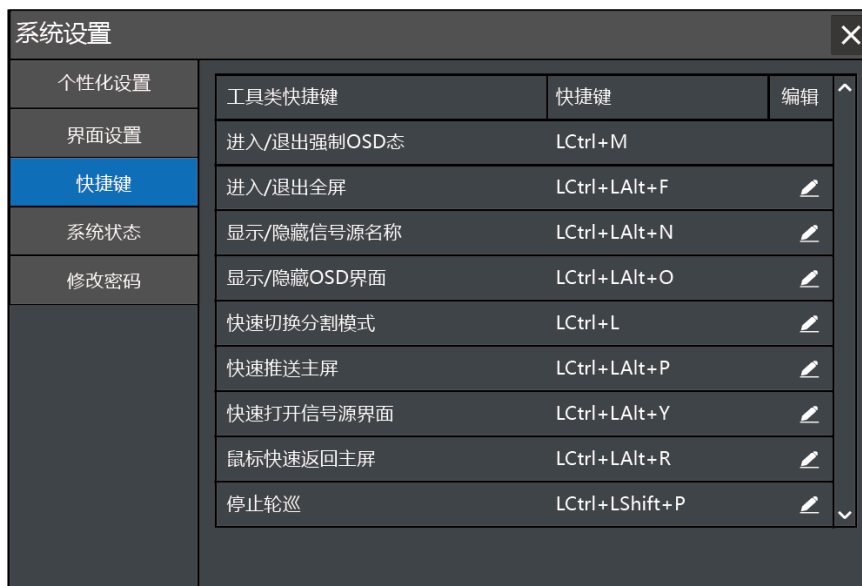 系统设置
个性化设置
界面设置
快捷键
系统状态
修改密码
工具类快捷键 快捷键 编辑
进入/退出强制OSD态 LCtrl+M
进入/退出全屏 LCtrl+LAlt+F
显示/隐藏信号源名称 LCtrl+LAlt+N
显示/隐藏OSD界面 LCtrl+LAlt+O
快速切换分割模式 LCtrl+L
快速推送主屏 LCtrl+LAlt+P
快速打开信号源界面 LCtrl+LAlt+Y
鼠标快速返回主屏 LCtrl+LAlt+R
停止轮巡 LCtrl+LShift+P